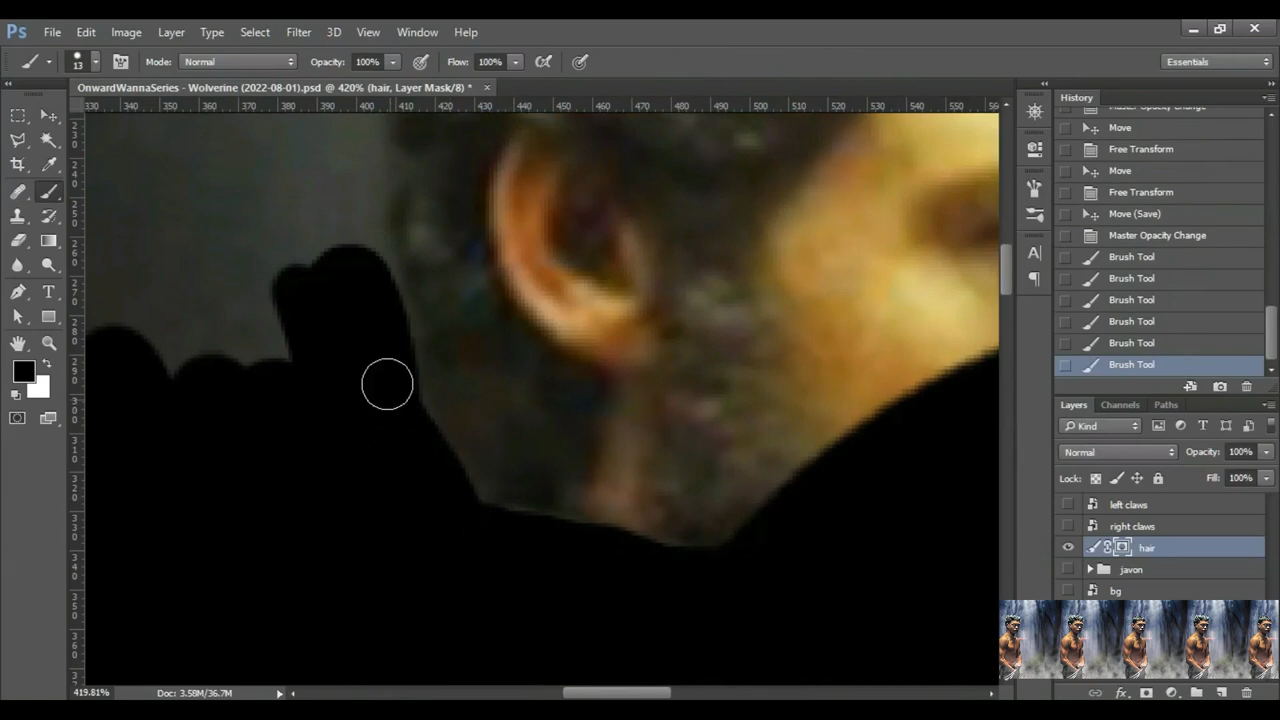 Ps File Edit Image Layer Type Select Filter 3D View Window Help
13 Mode: Normal Opacity: 100% Flow: 100% Essentials
OnwardWannaSeries - Wolverine (2022-08-01).psd @ 420% (hair, Layer Mask/8) *
330 340 350 360 370 380 390 400 410 420 430 440 450 460 470 480 490 500 510 520 530 540 550
History
Master Opacity Change
Move
Free Transform
Move
Free Transform
Move (Save)
Master Opacity Change
Brush Tool
Brush Tool
Brush Tool
Brush Tool
Brush Tool
Brush Tool
Layers Channels Paths
Kind
Normal Opacity: 100%
Lock: Fill: 100%
left claws
right claws
hair
javon
bg
419.81% Doc: 3.58M/36.7M